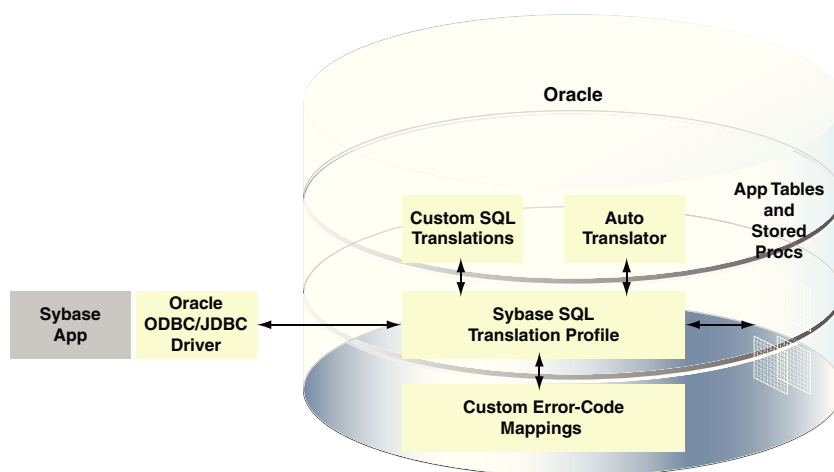 Oracle
App Tables
and
Stored
Procs
Custom SQL
Translations
Auto
Translator
Sybase
App
Oracle
ODBC/JDBC
Driver
Sybase SQL
Translation Profile
Custom Error-Code
Mappings